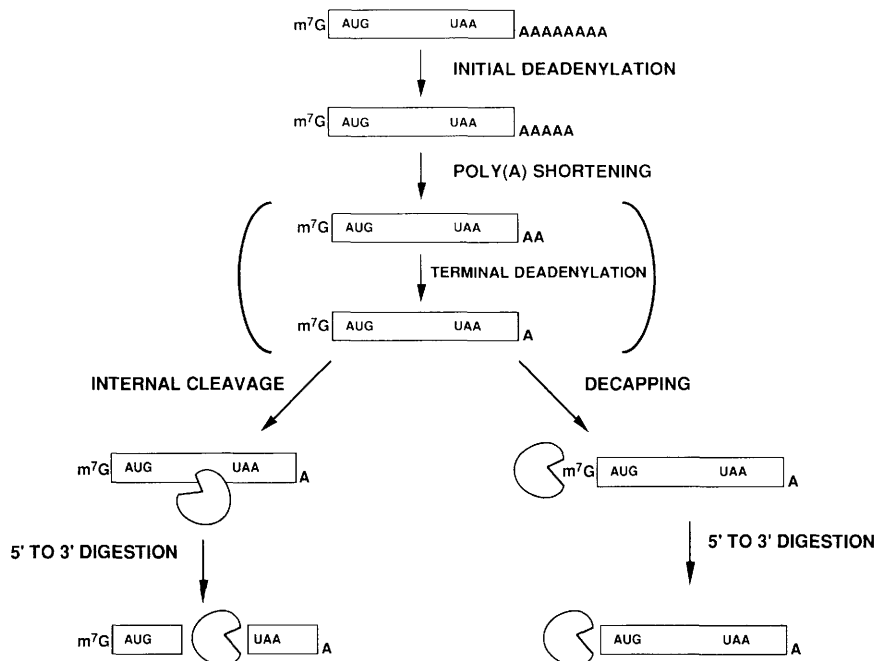 m⁷G AUG UAA AAAAAAAA
INITIAL DEADENYLATION
m⁷G AUG UAA AAAAA
POLY(A) SHORTENING
m⁷G AUG UAA AA
TERMINAL DEADENYLATION
m⁷G AUG UAA A
INTERNAL CLEAVAGE
DECAPPING
m⁷G AUG UAA A
m⁷G AUG UAA A
5' TO 3' DIGESTION
5' TO 3' DIGESTION
m⁷G AUG UAA A
AUG UAA A